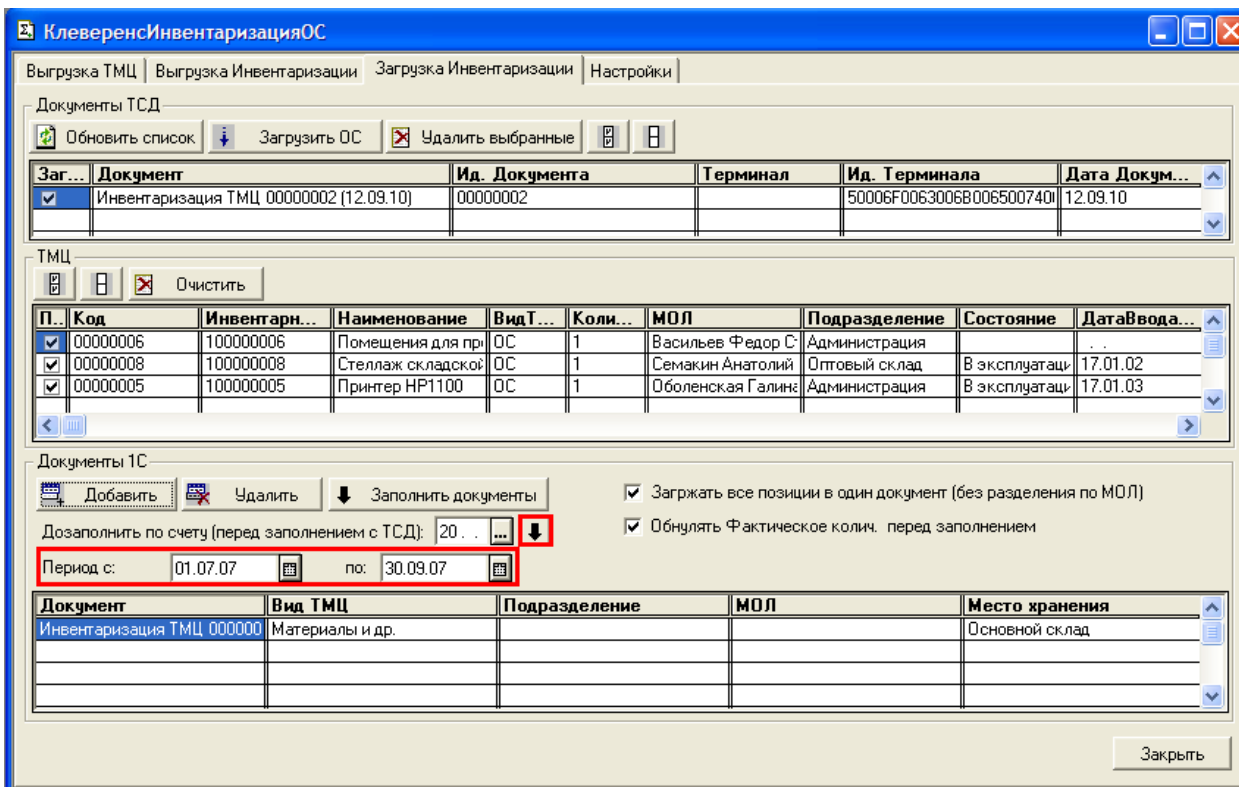 КлеверенсИнвентаризацияОС
Выгрузка ТМЦ Выгрузка Инвентаризации Загрузка Инвентаризации Настройки
Документы ТСД
Обновить список Загрузить ОС Удалить выбранные
Заг... Документ Ид. Документа Терминал Ид. Терминала Дата Докум...
Инвентаризация ТМЦ 00000002 (12.09.10) 00000002 50006F0063006B006500740 12.09.10
ТМЦ
Очистить
П.. Код Инвентарн... Наименование ВидТ... Коли... МОЛ Подразделение Состояние ДатаВвода...
00000006 100000006 Помещения для пр ОС 1 Васильев Федор С Администрация . .
00000008 100000008 Стеллаж складской ОС 1 Семакин Анатолий Оптовый склад В эксплуатаци 17.01.02
00000005 100000005 Принтер HP1100 ОС 1 Оболенская Галина Администрация В эксплуатаци 17.01.03
Документы 1С
Добавить Удалить Заполнить документы Загржать все позиции в один документ (без разделения по МОЛ)
Дозаполнить по счету (перед заполнением с ТСД): 20 . . ... Обнулять Фактическое колич. перед заполнением
Период с: 01.07.07 по: 30.09.07
Документ Вид ТМЦ Подразделение МОЛ Место хранения
Инвентаризация ТМЦ 000000 Материалы и др. Основной склад
Закрыть